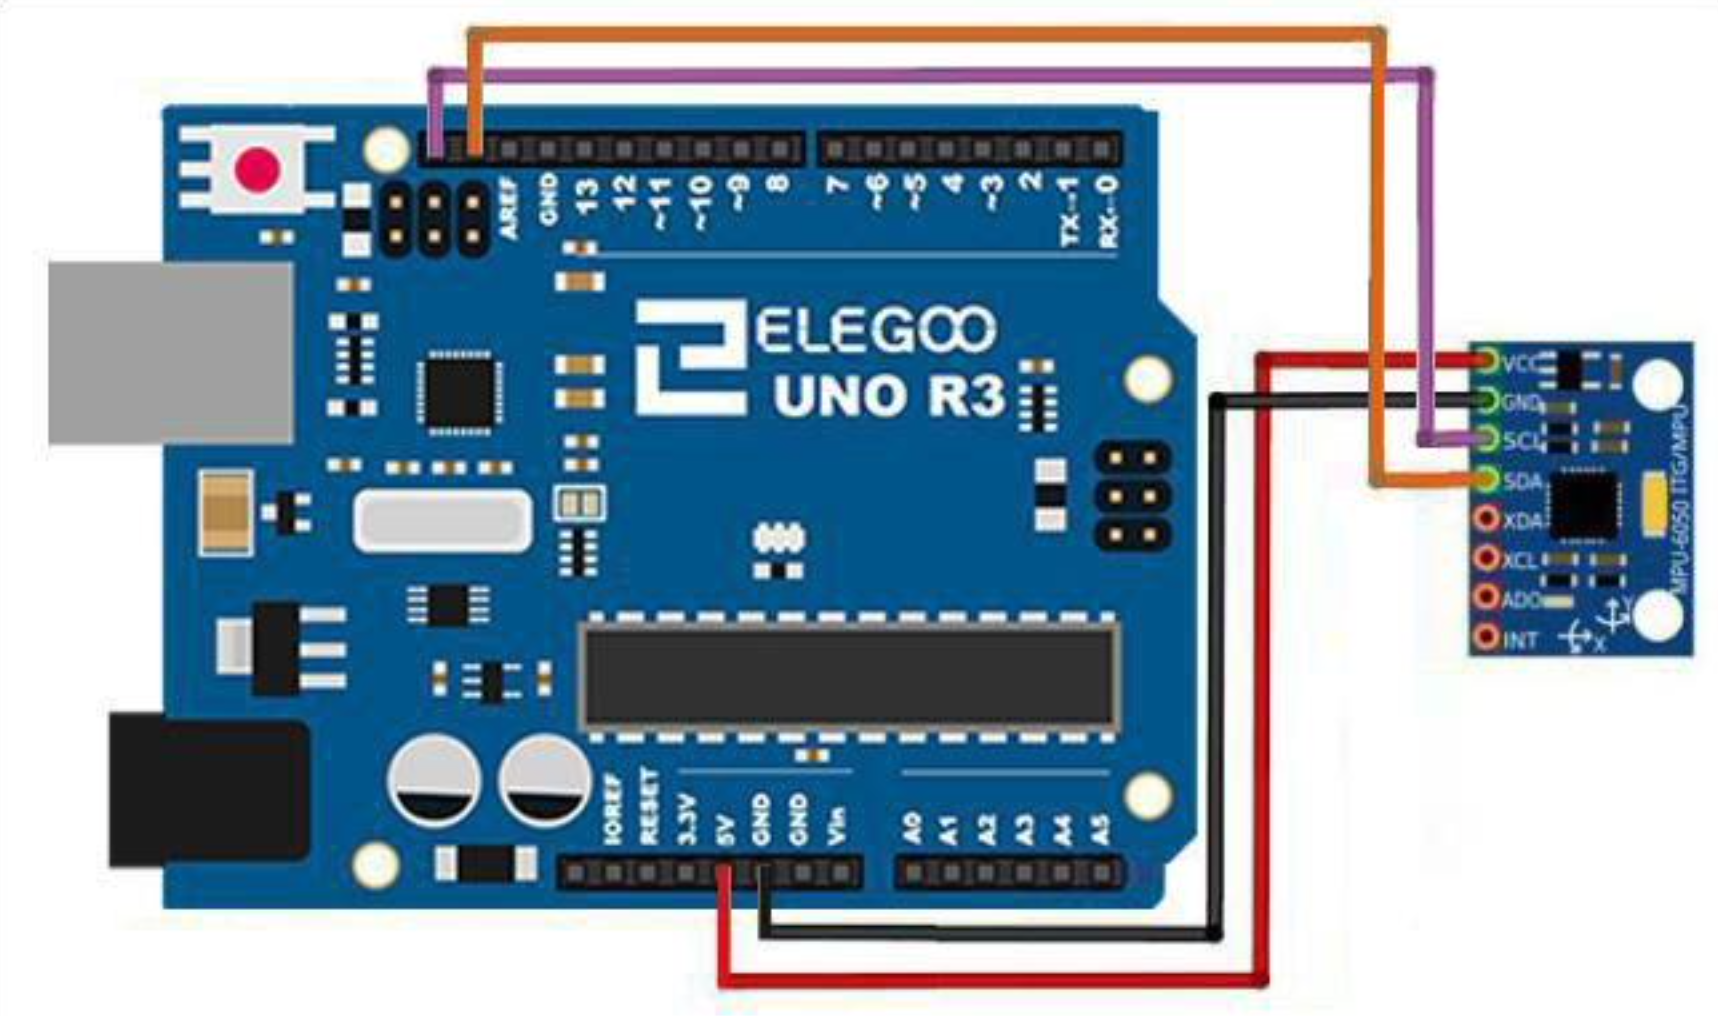 AREF
GND
13
12
~11
~10
~9
8
7
~6
~5
4
~3
2
TX→1
RX←0
ELEGOO
UNO R3
IOREF
RESET
3.3V
5V
GND
GND
Vin
A0
A1
A2
A3
A4
A5
VCC
GND
SCL
SDA
XDA
XCL
ADO
INT
MPU-6050 ITG/MPU
Y
X